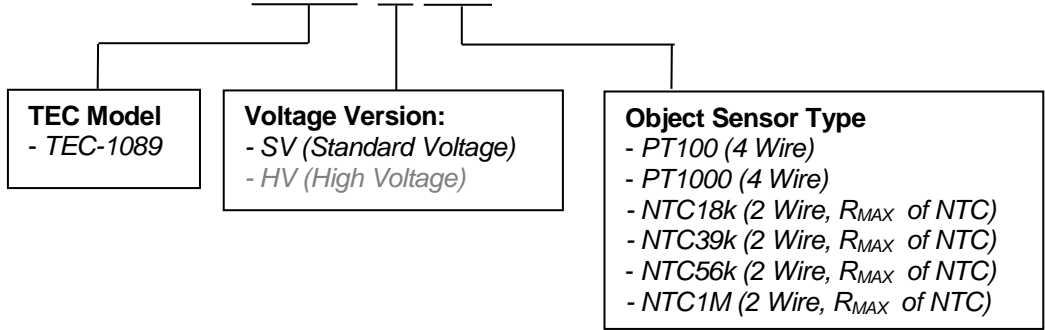 TEC Model
- TEC-1089
Voltage Version:
- SV (Standard Voltage)
- HV (High Voltage)
Object Sensor Type
- PT100 (4 Wire)
- PT1000 (4 Wire)
- NTC18k (2 Wire, RMAX of NTC)
- NTC39k (2 Wire, RMAX of NTC)
- NTC56k (2 Wire, RMAX of NTC)
- NTC1M (2 Wire, RMAX of NTC)